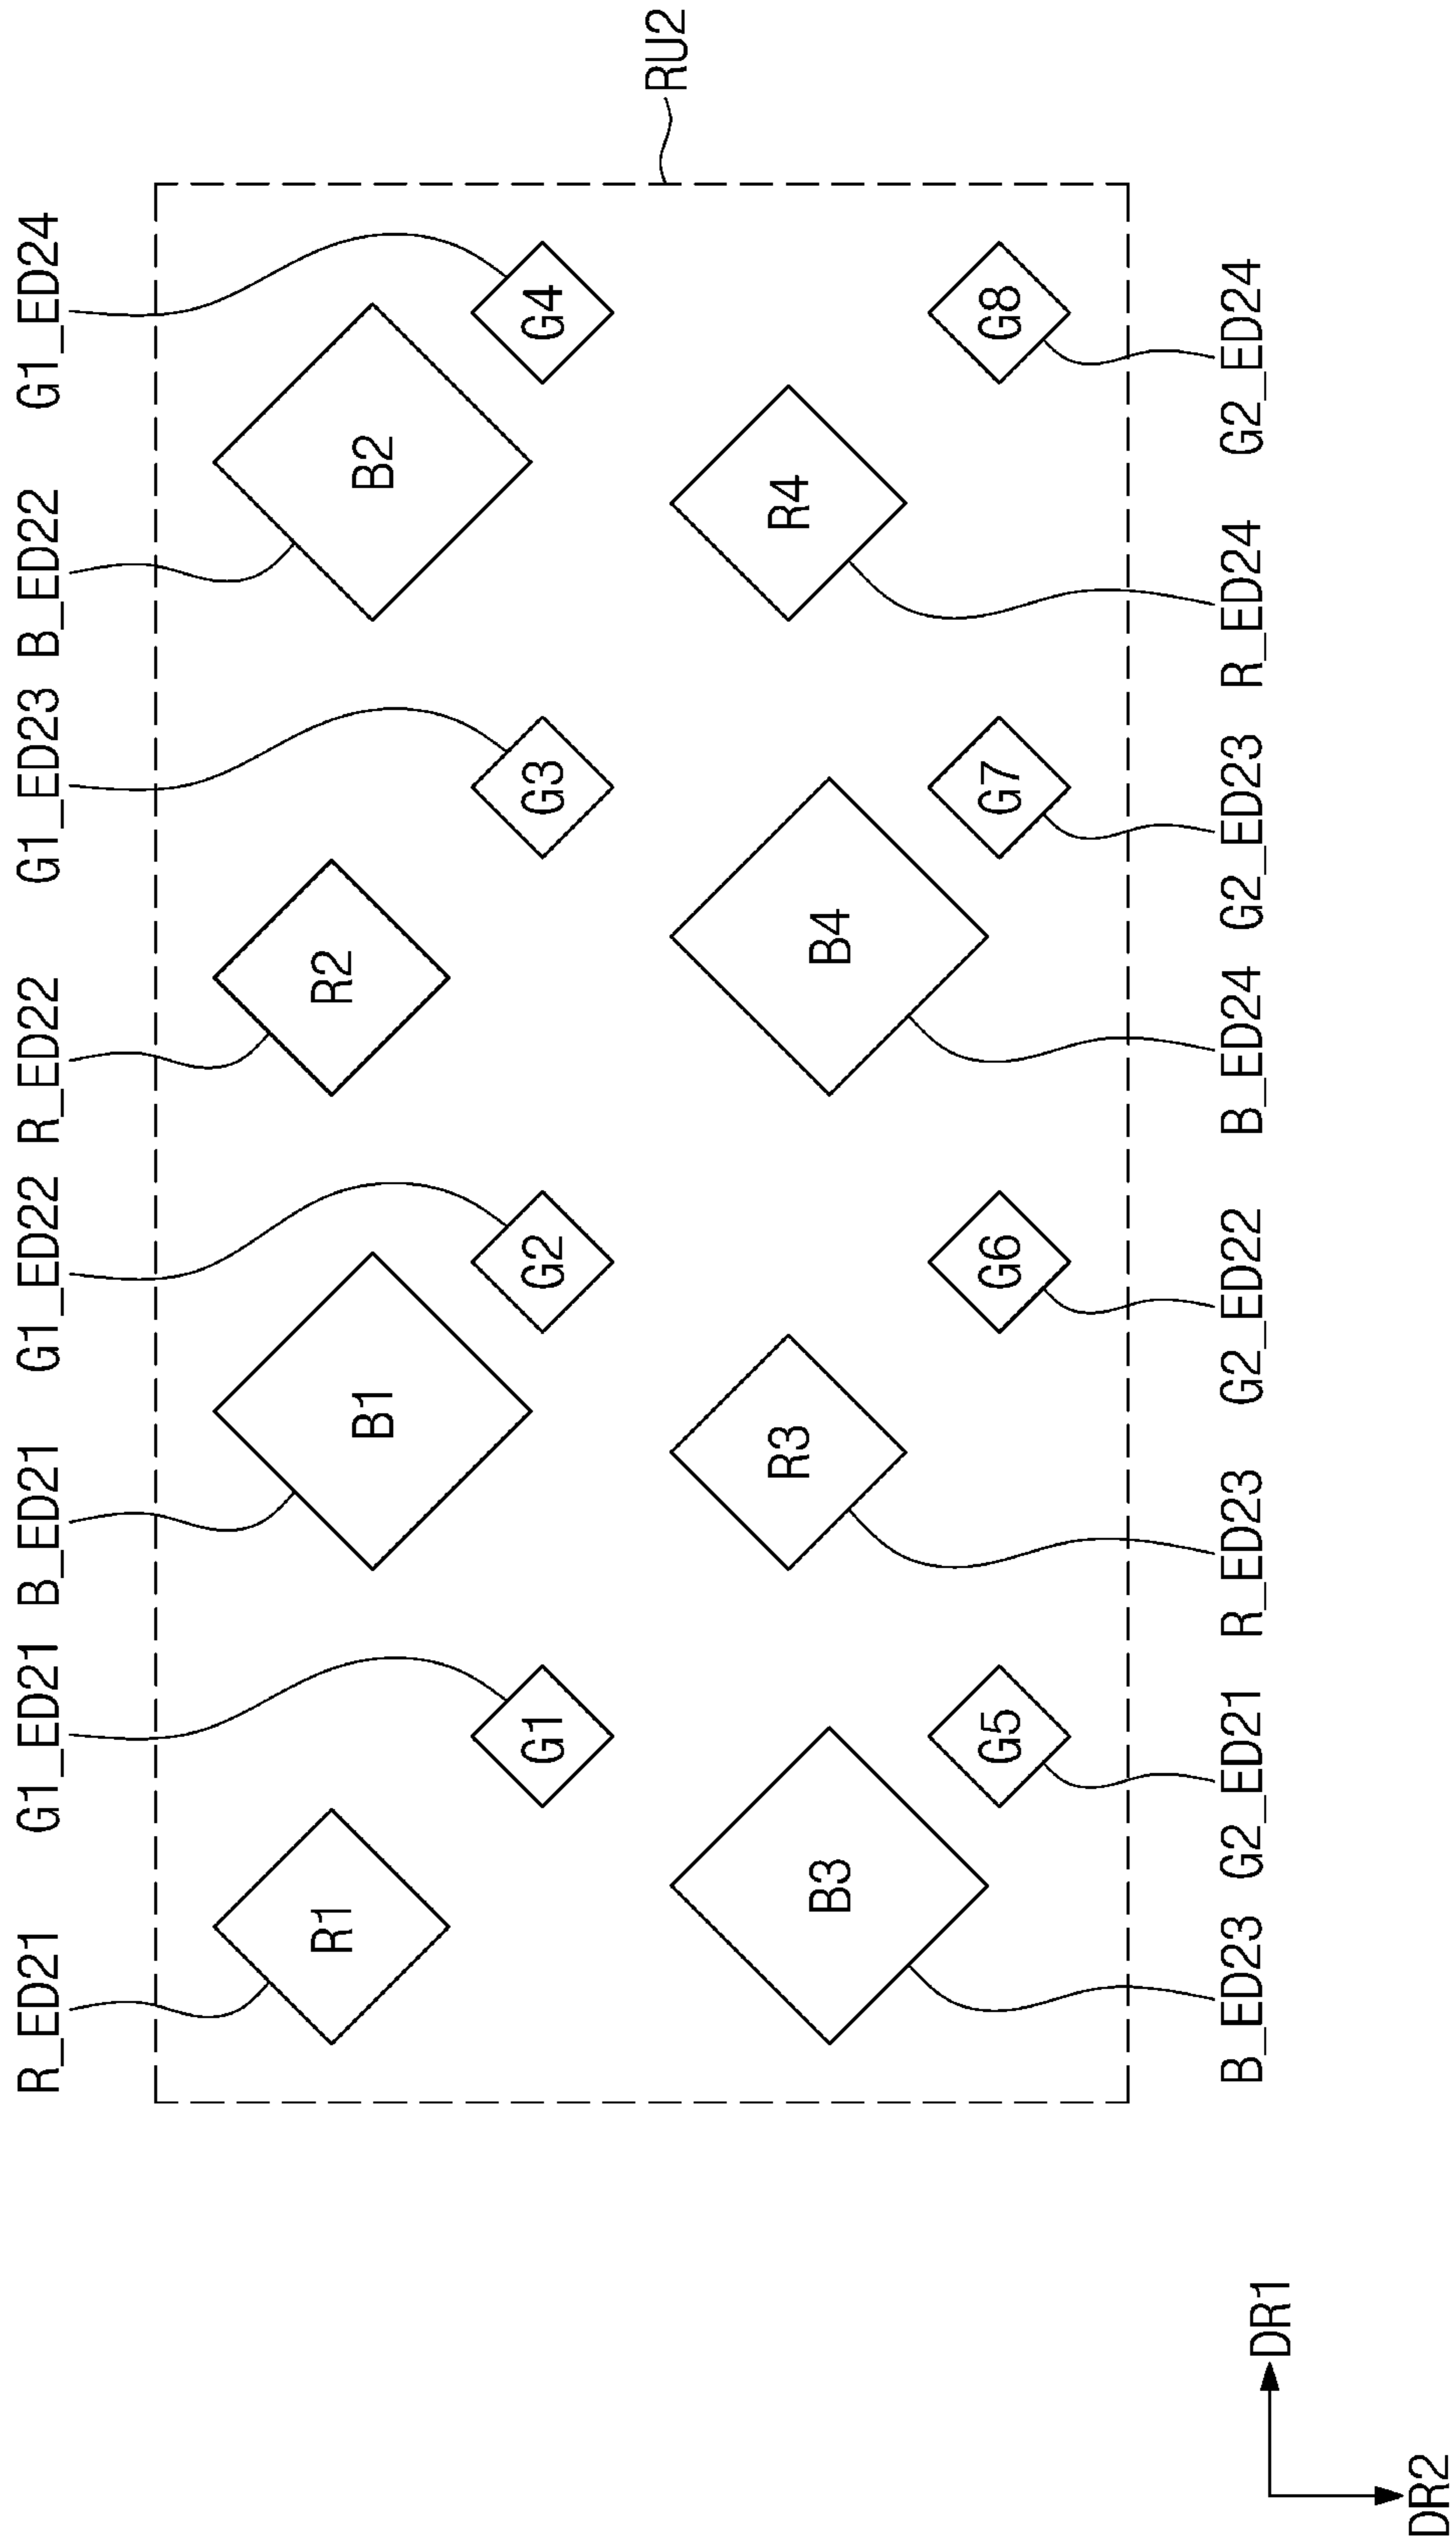 R_ED21 G1_ED21 B_ED21 G1_ED22 R_ED22 G1_ED23 B_ED22 G1_ED24
R1 B1 R2 B2
G1 G2 G3 G4
RU2
B3 R3 B4 R4
G5 G6 G7 G8
B_ED23 G2_ED21 R_ED23 G2_ED22 B_ED24 G2_ED23 R_ED24 G2_ED24
DR1
DR2